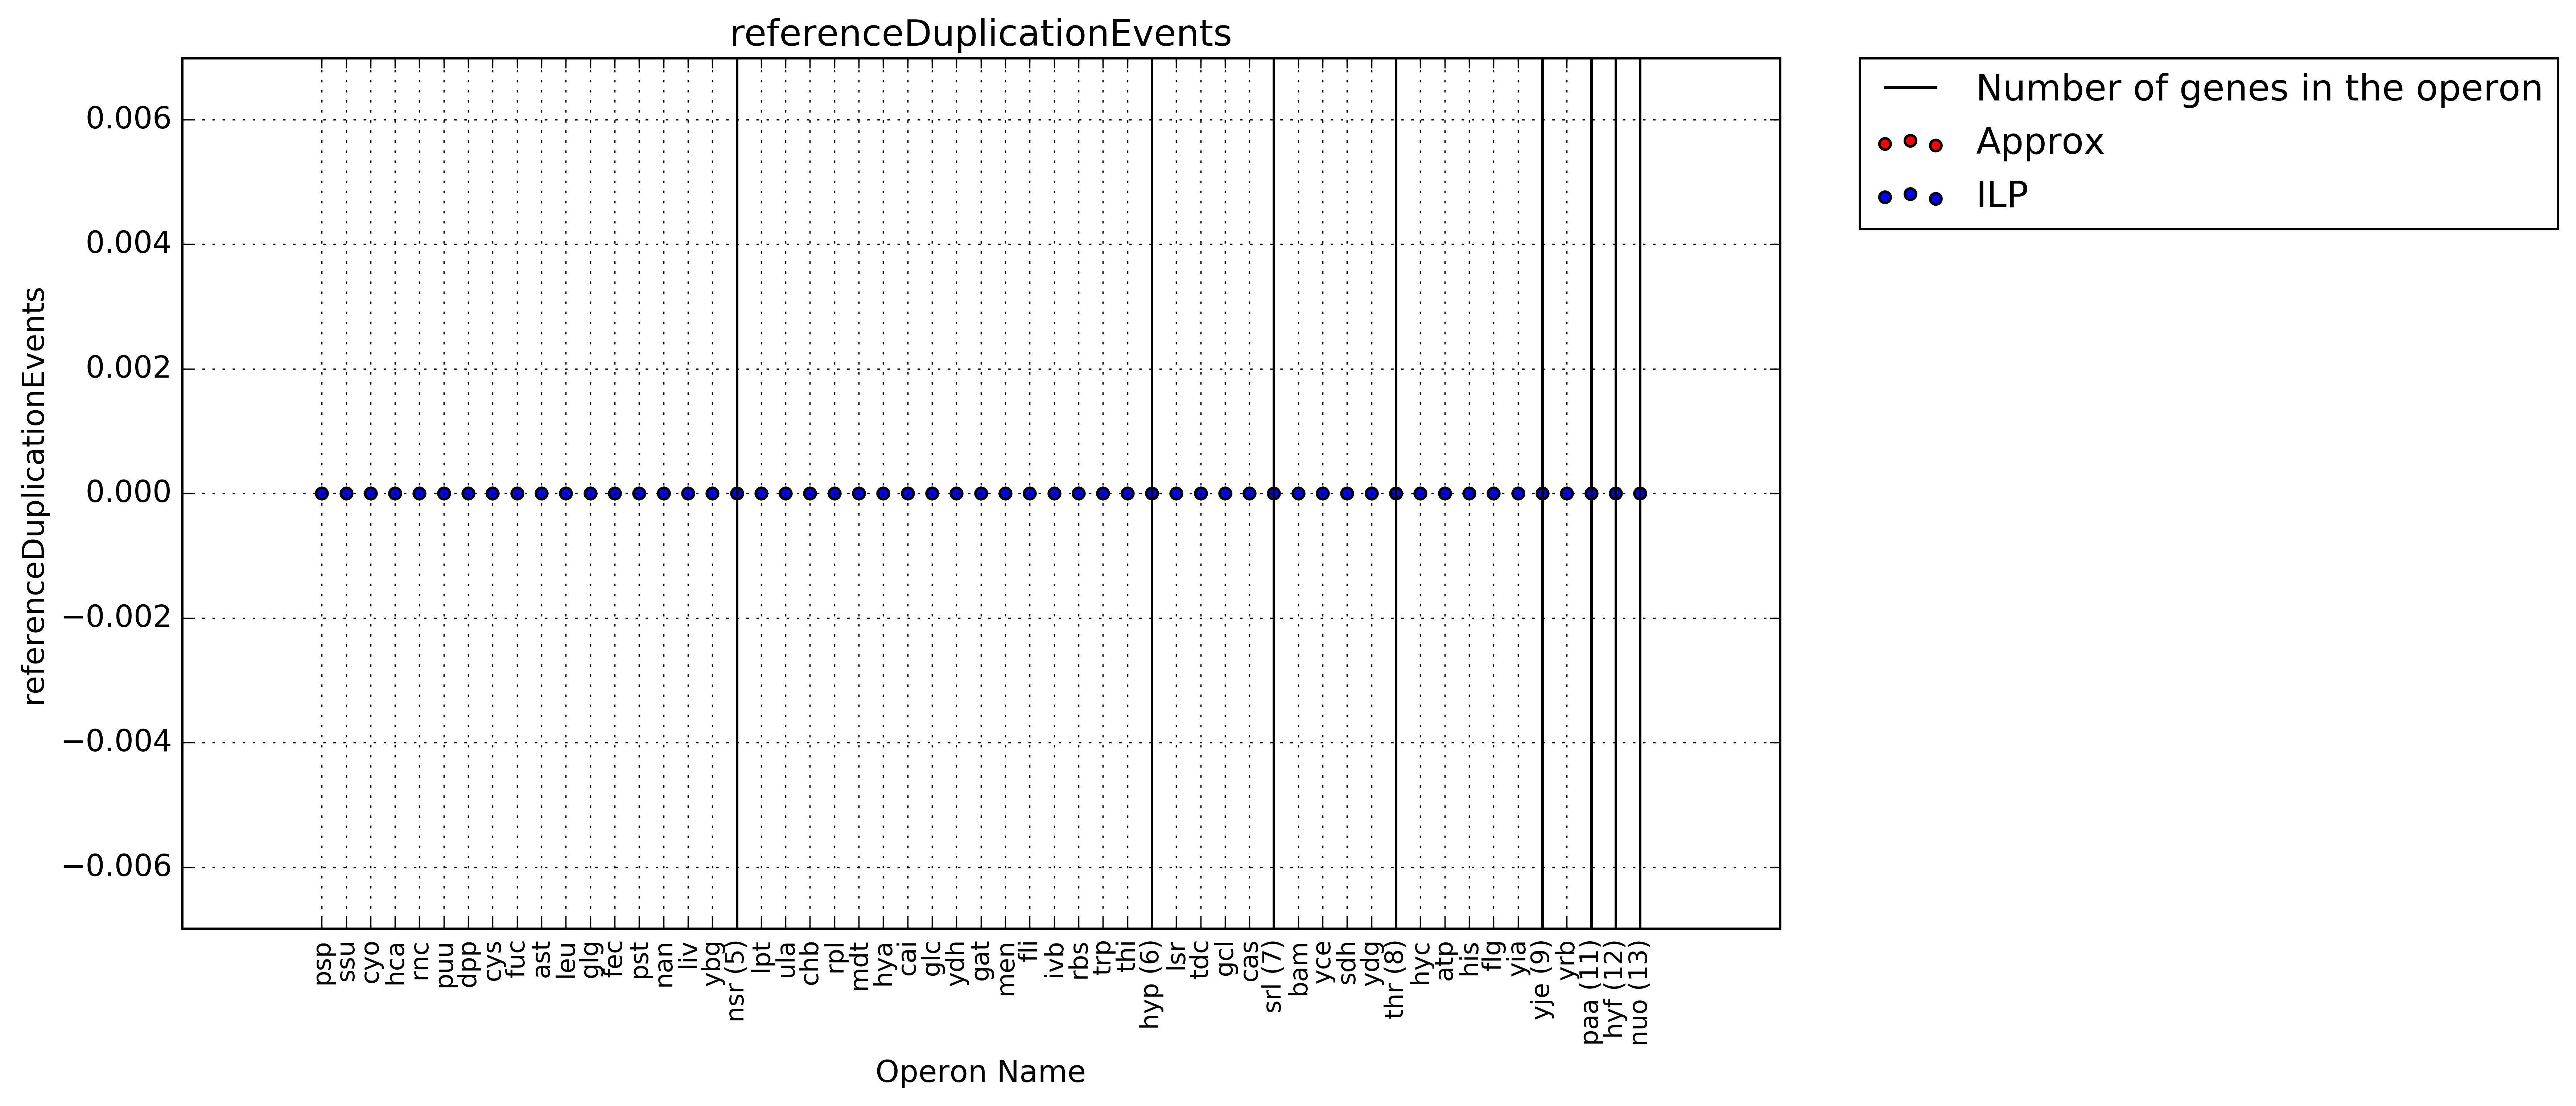 referenceDuplicationEvents
Number of genes in the operon
Approx
ILP
referenceDuplicationEvents
0.006
0.004
0.002
0.000
−0.002
−0.004
−0.006
psp
ssu
cyo
hca
rnc
puu
dpp
cys
fuc
ast
leu
glg
fec
pst
nan
liv
ybg
nsr (5)
lpt
ula
chb
rpl
mdt
hya
cai
glc
ydh
gat
men
fli
ivb
rbs
trp
thi
hyp (6)
lsr
tdc
gcl
cas
srl (7)
bam
yce
sdh
ydg
thr (8)
hyc
atp
his
flg
yia
yje (9)
yrb
paa (11)
hyf (12)
nuo (13)
Operon Name